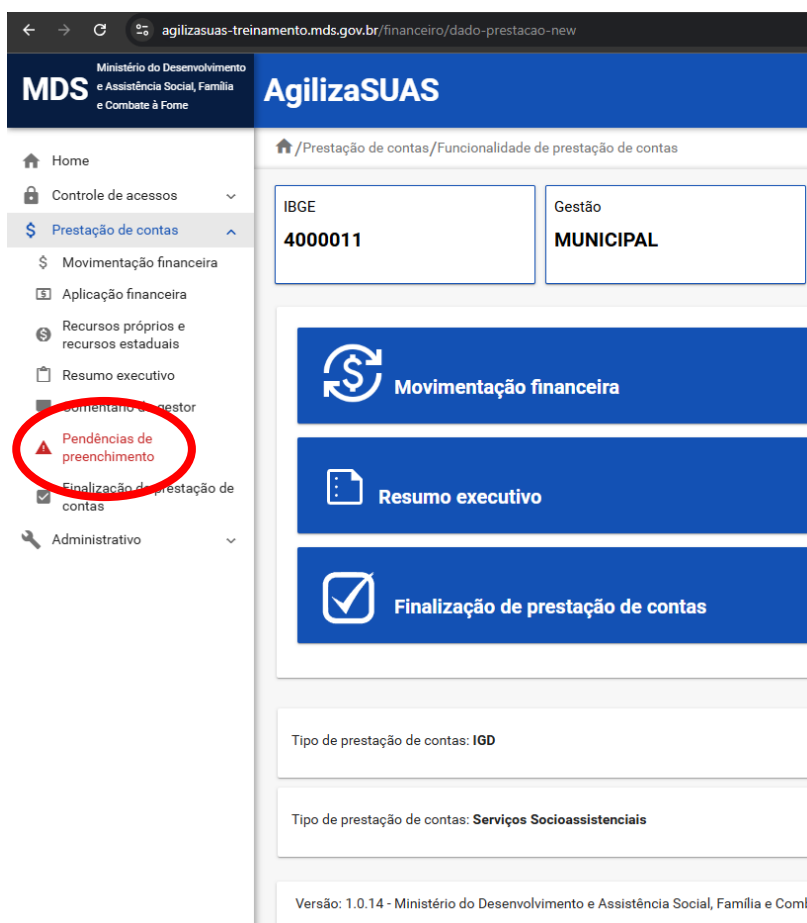 agilizasuas-treinamento.mds.gov.br/financeiro/dado-prestacao-new
MDS
Ministério do Desenvolvimento
e Assistência Social, Família
e Combate à Fome
AgilizaSUAS
/Prestação de contas/Funcionalidade de prestação de contas
Home
Controle de acessos
Prestação de contas
Movimentação financeira
Aplicação financeira
Recursos próprios e
recursos estaduais
Resumo executivo
Comentário do gestor
Pendências de
preenchimento
Finalização de prestação de
contas
Administrativo
IBGE
4000011
Gestão
MUNICIPAL
Movimentação financeira
Resumo executivo
Finalização de prestação de contas
Tipo de prestação de contas: IGD
Tipo de prestação de contas: Serviços Socioassistenciais
Versão: 1.0.14 - Ministério do Desenvolvimento e Assistência Social, Família e